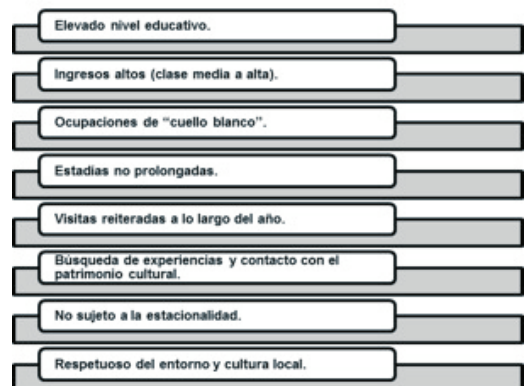 Elevado nivel educativo.
Ingresos altos (clase media a alta).
Ocupaciones de “cuello blanco”.
Estadías no prolongadas.
Visitas reiteradas a lo largo del año.
Búsqueda de experiencias y contacto con el
patrimonio cultural.
No sujeto a la estacionalidad.
Respetuoso del entorno y cultura local.